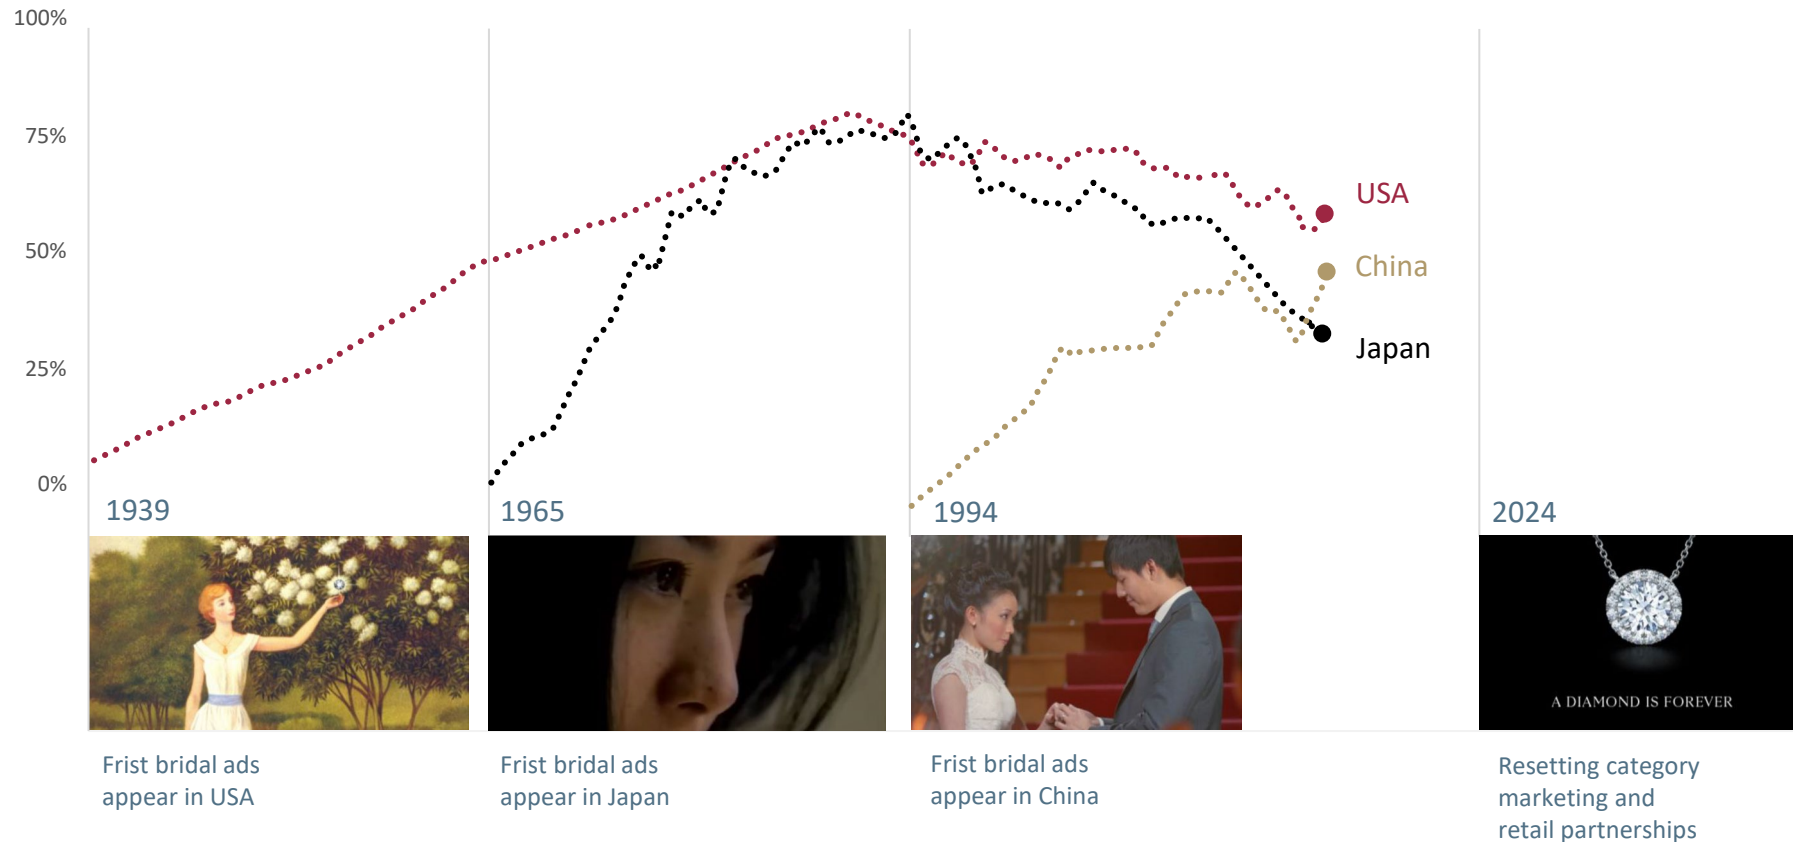 100%
75%
50%
25%
0%
USA
China
Japan
1939
1965
1994
2024
A DIAMOND IS FOREVER
Frist bridal ads
appear in USA
Frist bridal ads
appear in Japan
Frist bridal ads
appear in China
Resetting category
marketing and
retail partnerships